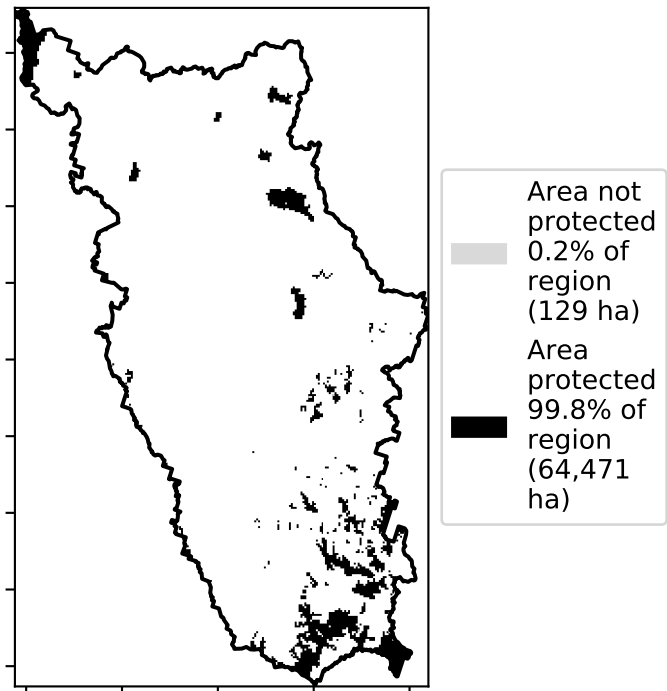 Area not
protected
0.2% of
region
(129 ha)
Area
protected
99.8% of
region
(64,471
ha)